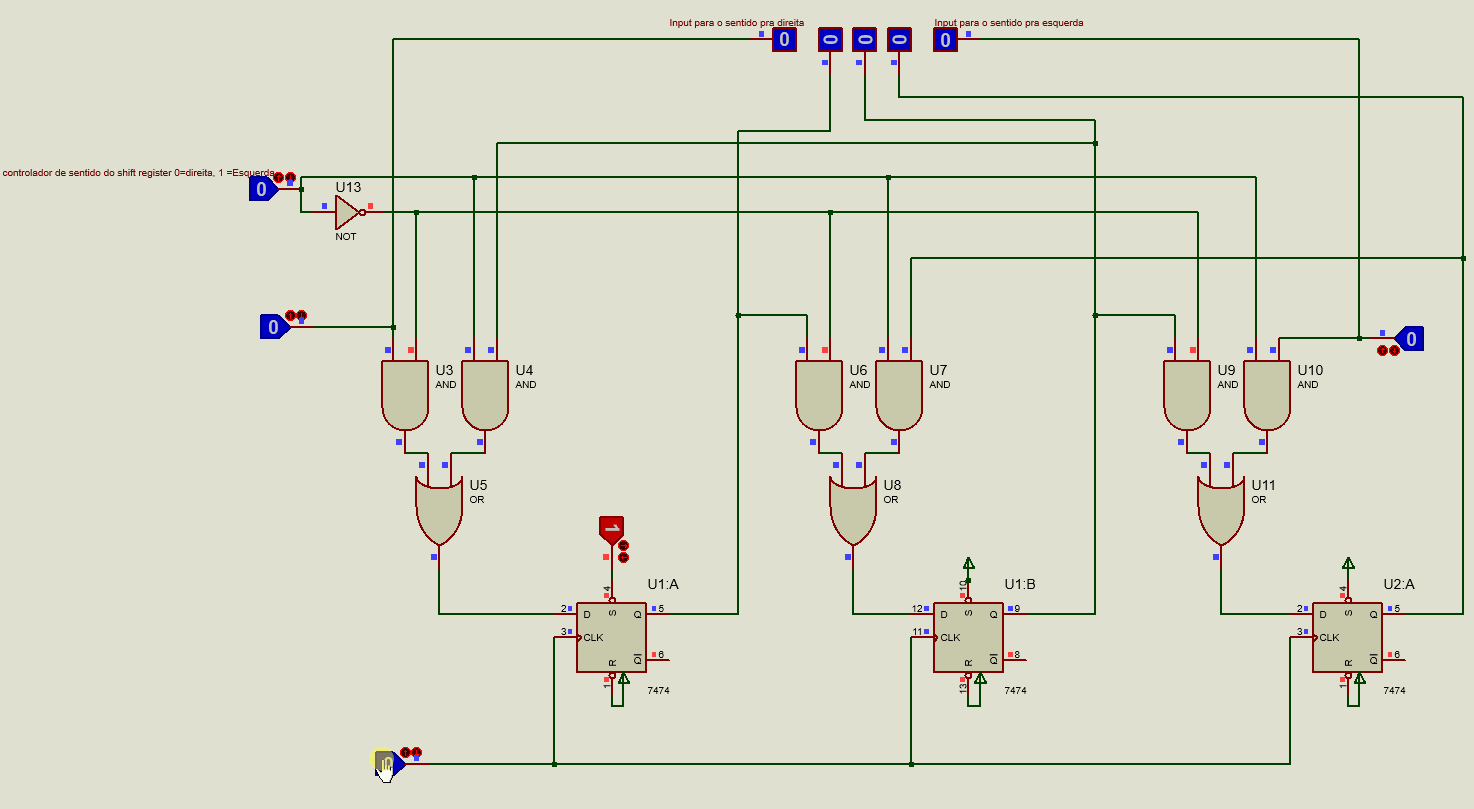 Input para o sentido pra direita
Input para o sentido pra esquerda
0 0 0 0 0
controlador de sentido do shift register 0=direita, 1 =Esquerda
0
U13
NOT
0
0
U3
AND
U4
AND
U6
AND
U7
AND
U9
AND
U10
AND
U5
OR
U8
OR
U11
OR
1
U1:A
4
2 D S Q 5
3 CLK
R Q 6
1
7474
U1:B
10
12 D S Q 9
11 CLK
R Q 8
13
7474
U2:A
4
2 D S Q 5
3 CLK
R Q 6
1
7474